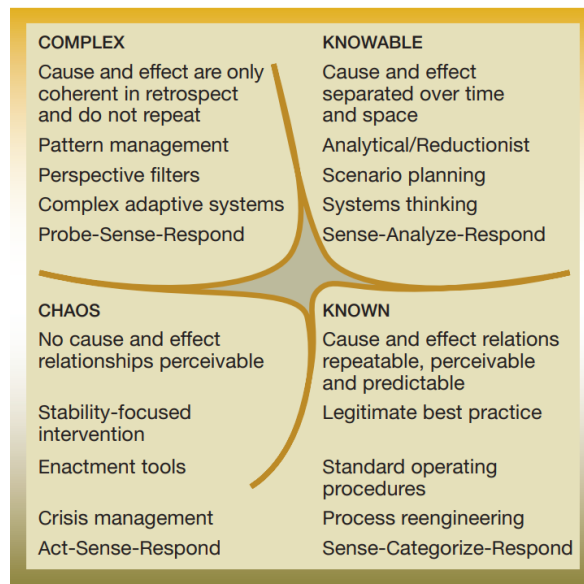 COMPLEX
Cause and effect are only
coherent in retrospect
and do not repeat
Pattern management
Perspective filters
Complex adaptive systems
Probe-Sense-Respond
KNOWABLE
Cause and effect
separated over time
and space
Analytical/Reductionist
Scenario planning
Systems thinking
Sense-Analyze-Respond
CHAOS
No cause and effect
relationships perceivable
Stability-focused
intervention
Enactment tools
Crisis management
Act-Sense-Respond
KNOWN
Cause and effect relations
repeatable, perceivable
and predictable
Legitimate best practice
Standard operating
procedures
Process reengineering
Sense-Categorize-Respond